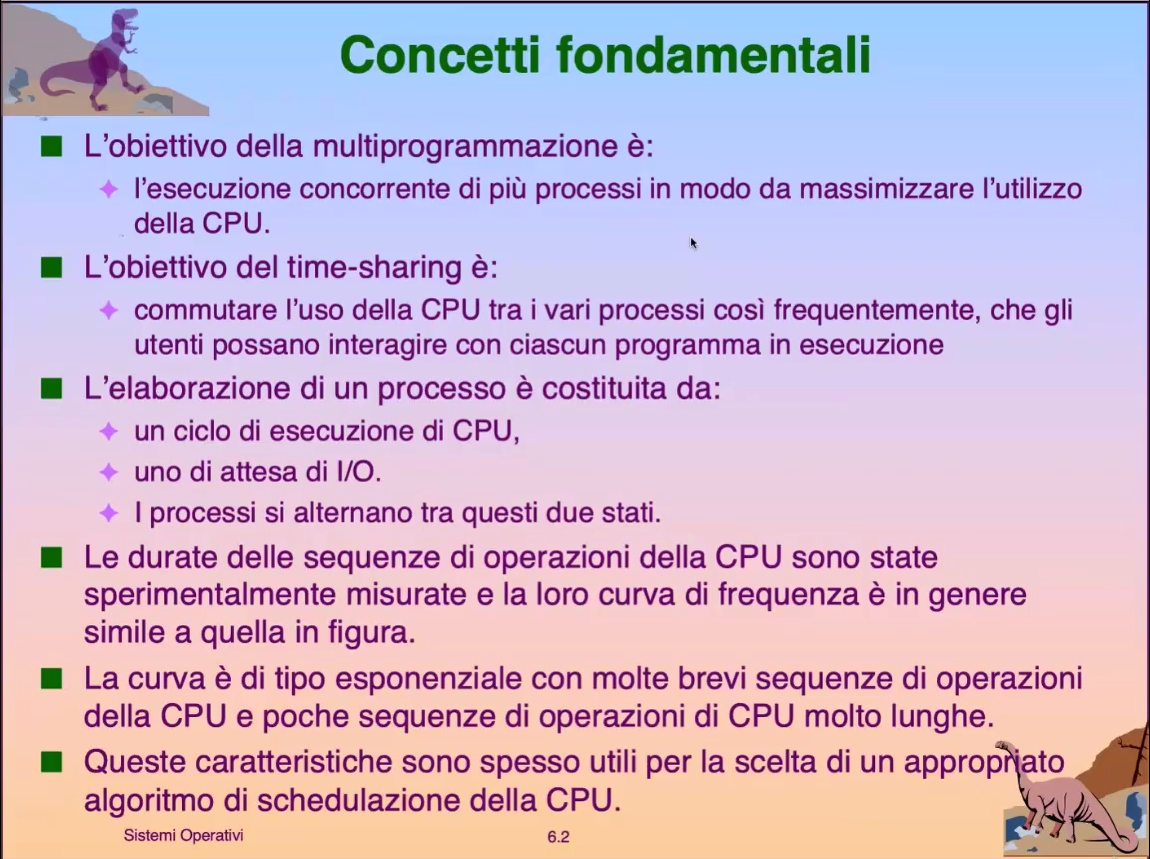 Concetti fondamentali
L'obiettivo della multiprogrammazione è:
l'esecuzione concorrente di più processi in modo da massimizzare l'utilizzo
della CPU.
L'obiettivo del time-sharing è:
commutare l'uso della CPU tra i vari processi così frequentemente, che gli
utenti possano interagire con ciascun programma in esecuzione
L'elaborazione di un processo è costituita da:
un ciclo di esecuzione di CPU,
uno di attesa di I/O.
I processi si alternano tra questi due stati.
Le durate delle sequenze di operazioni della CPU sono state
sperimentalmente misurate e la loro curva di frequenza è in genere
simile a quella in figura.
La curva è di tipo esponenziale con molte brevi sequenze di operazioni
della CPU e poche sequenze di operazioni di CPU molto lunghe.
Queste caratteristiche sono spesso utili per la scelta di un appropriato
algoritmo di schedulazione della CPU.
Sistemi Operativi
6.2